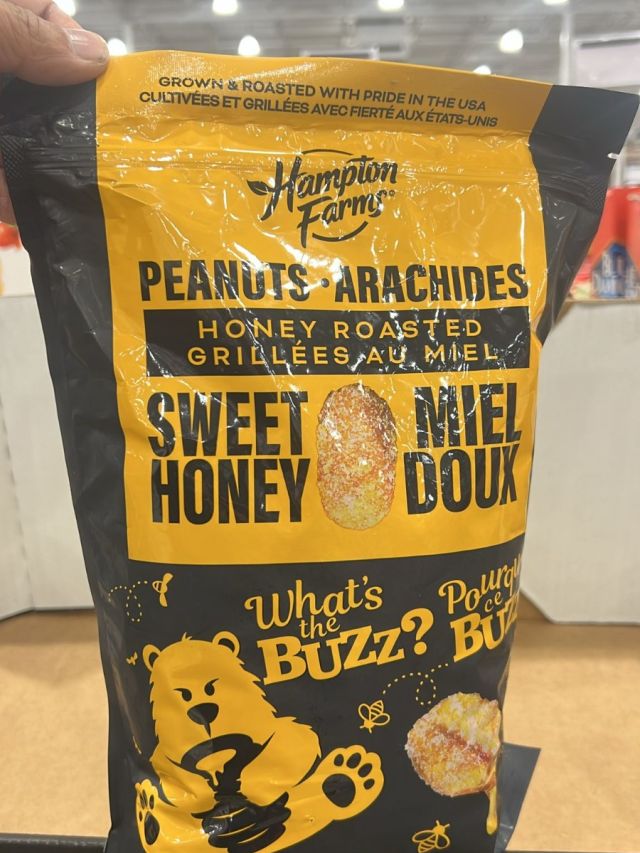 GROWN & ROASTED WITH PRIDE IN THE USA
CULTIVÉES ET GRILLÉES AVEC FIERTÉ AUX ÉTATS-UNIS
Hampton
Farms®
PEANUTS • ARACHIDES
HONEY ROASTED
GRILLÉES AU MIEL
SWEET
HONEY
MIEL
DOUX
What's
the
BUZZ?
ce